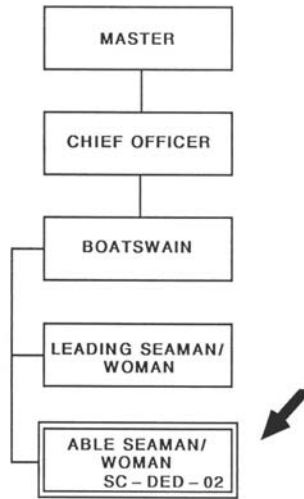 MASTER
CHIEF OFFICER
BOATSWAIN
LEADING SEAMAN/
WOMAN
ABLE SEAMAN/
WOMAN
SC – DED – 02